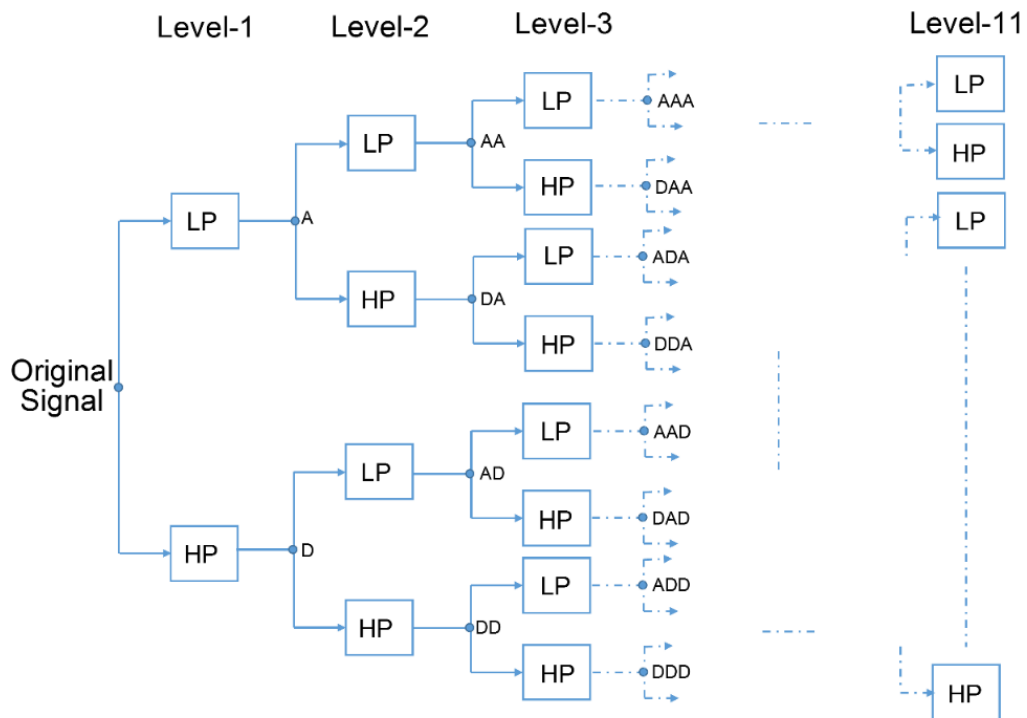 Level-1
Level-2
Level-3
Level-11
LP
AAA
LP
LP
AA
HP
HP
DAA
LP
A
LP
LP
ADA
HP
DA
HP
DDA
Original
Signal
LP
AAD
LP
AD
HP
DAD
HP
D
LP
ADD
HP
DD
HP
DDD
HP